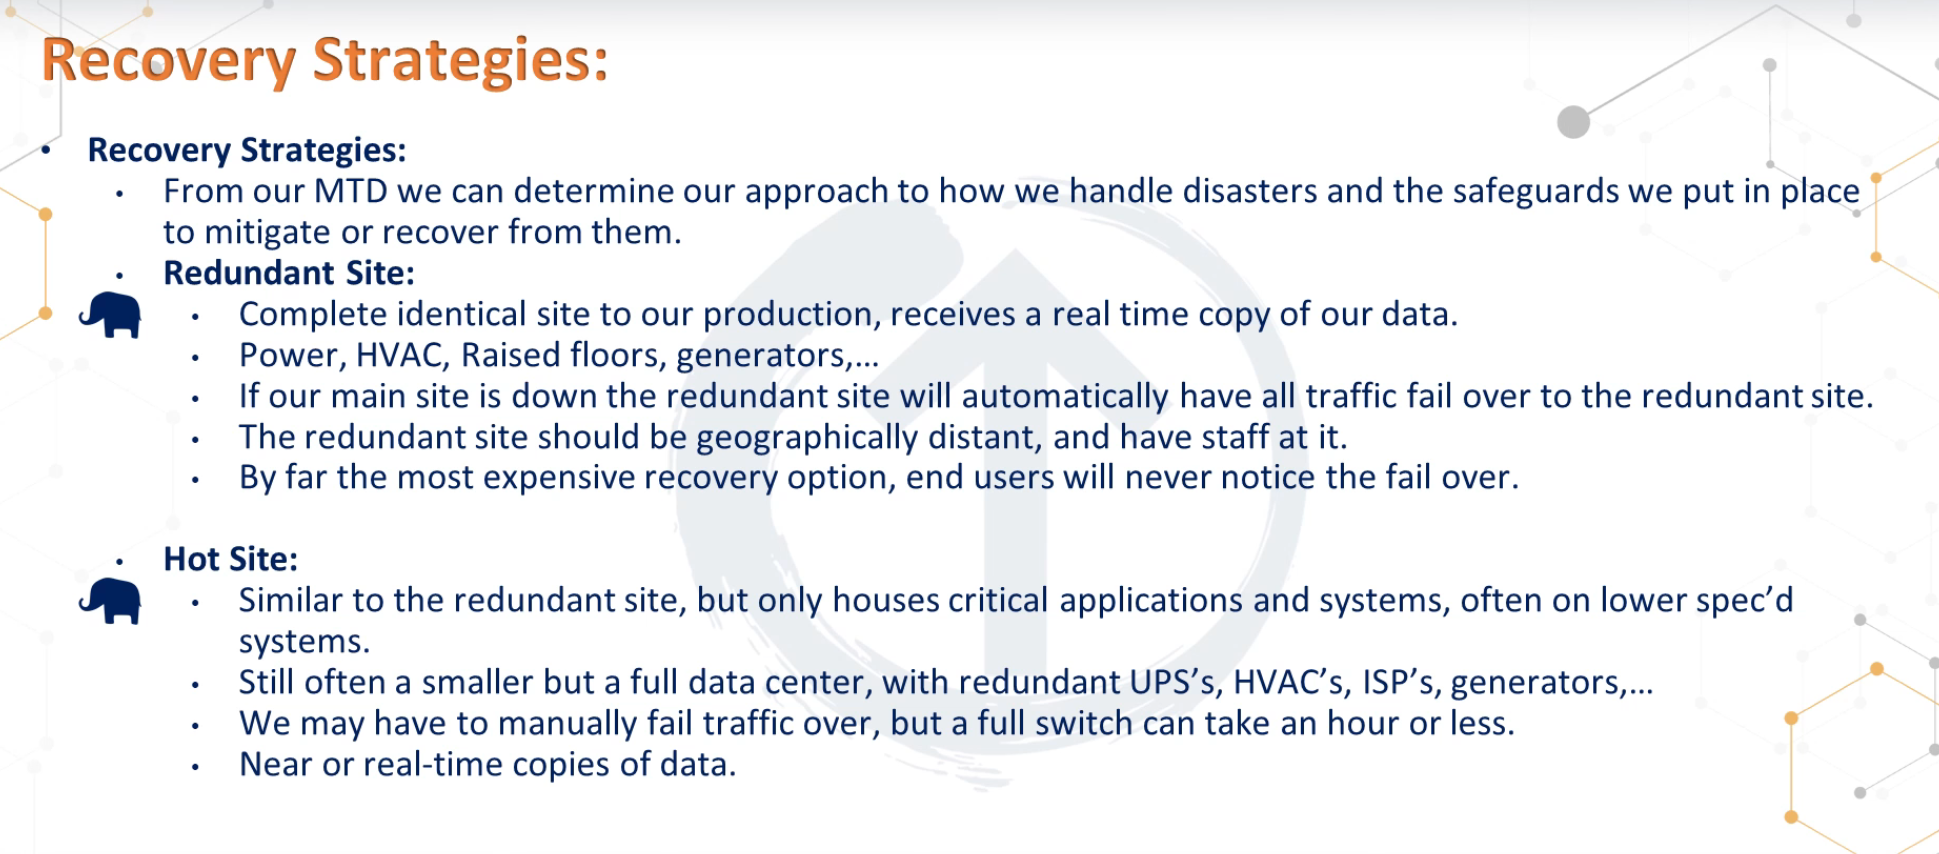 Recovery Strategies:
• Recovery Strategies:
• From our MTD we can determine our approach to how we handle disasters and the safeguards we put in place
to mitigate or recover from them.
• Redundant Site:
• Complete identical site to our production, receives a real time copy of our data.
• Power, HVAC, Raised floors, generators,...
• If our main site is down the redundant site will automatically have all traffic fail over to the redundant site.
• The redundant site should be geographically distant, and have staff at it.
• By far the most expensive recovery option, end users will never notice the fail over.
• Hot Site:
• Similar to the redundant site, but only houses critical applications and systems, often on lower spec’d
systems.
• Still often a smaller but a full data center, with redundant UPS’s, HVAC’s, ISP’s, generators,...
• We may have to manually fail traffic over, but a full switch can take an hour or less.
• Near or real-time copies of data.